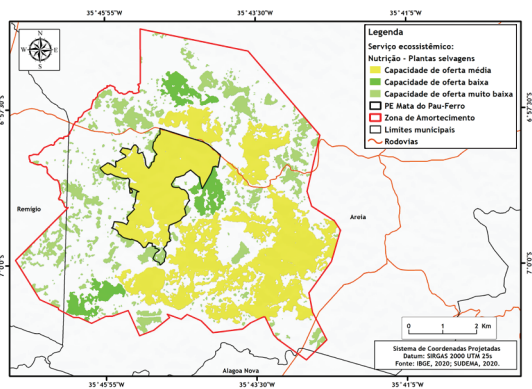 35°45'55"W 35°43'30"W 35°41'5"W
N
W E
S
Legenda
Serviço ecossistêmico:
Nutrição - Plantas selvagens
Capacidade de oferta média
Capacidade de oferta baixa
Capacidade de oferta muito baixa
PE Mata do Pau-Ferro
Zona de Amortecimento
Limites municipais
Rodovias
6°57'30"S 6°57'30"S
Remígio
Areia
7°0'0"S 7°0'0"S
0 1 2 Km
Sistema de Coordenadas Projetadas
Datum: SIRGAS 2000 UTM 25s
Fonte: IBGE, 2020; SUDEMA, 2020.
Alagoa Nova
35°45'55"W 35°43'30"W 35°41'5"W